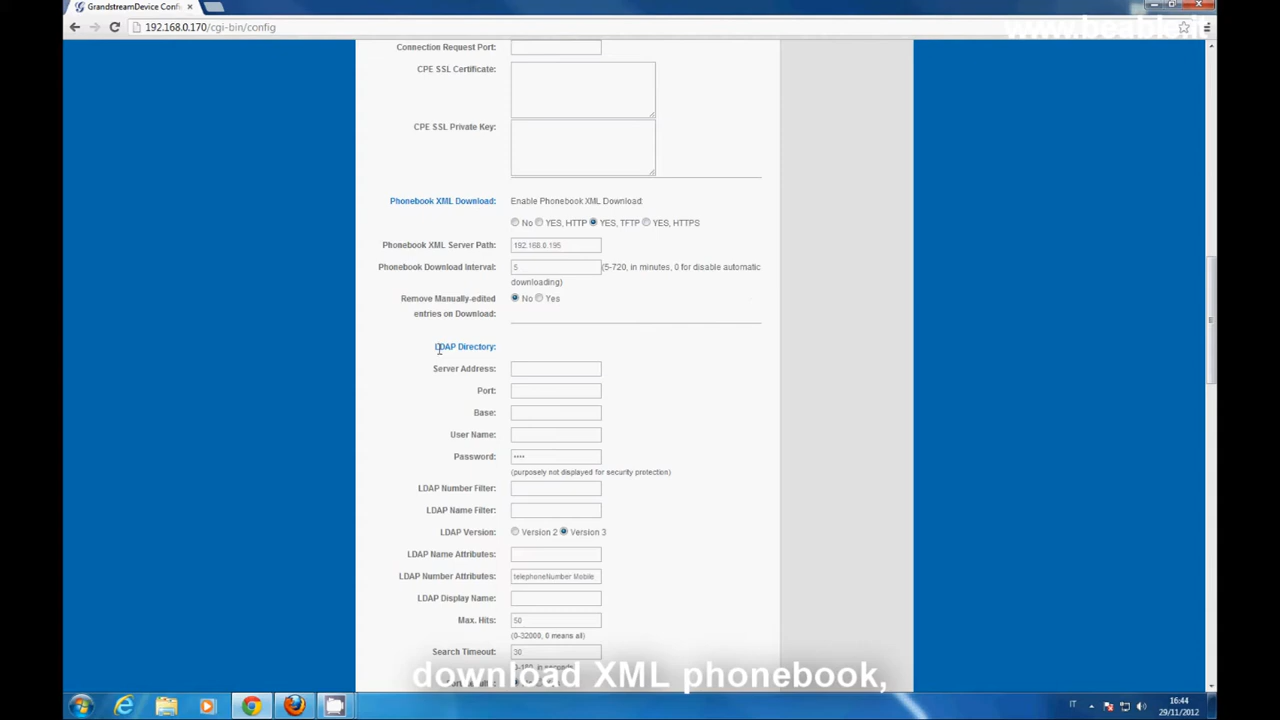 GrandstreamDevice Confi
192.168.0.170/cgi-bin/config
Connection Request Port:
CPE SSL Certificate:
CPE SSL Private Key:
Phonebook XML Download: Enable Phonebook XML Download:
No YES, HTTP YES, TFTP YES, HTTPS
Phonebook XML Server Path: 192.168.0.195
Phonebook Download Interval: 5 (5-720, in minutes, 0 for disable automatic
downloading)
Remove Manually-edited No Yes
entries on Download:
LDAP Directory:
Server Address:
Port:
Base:
User Name:
Password: ••••
(purposely not displayed for security protection)
LDAP Number Filter:
LDAP Name Filter:
LDAP Version: Version 2 Version 3
LDAP Name Attributes:
LDAP Number Attributes: telephoneNumber Mobile
LDAP Display Name:
Max. Hits: 50
(0-32000, 0 means all)
Search Timeout: 30
download XML phonebook,
IT 16:44
29/11/2012